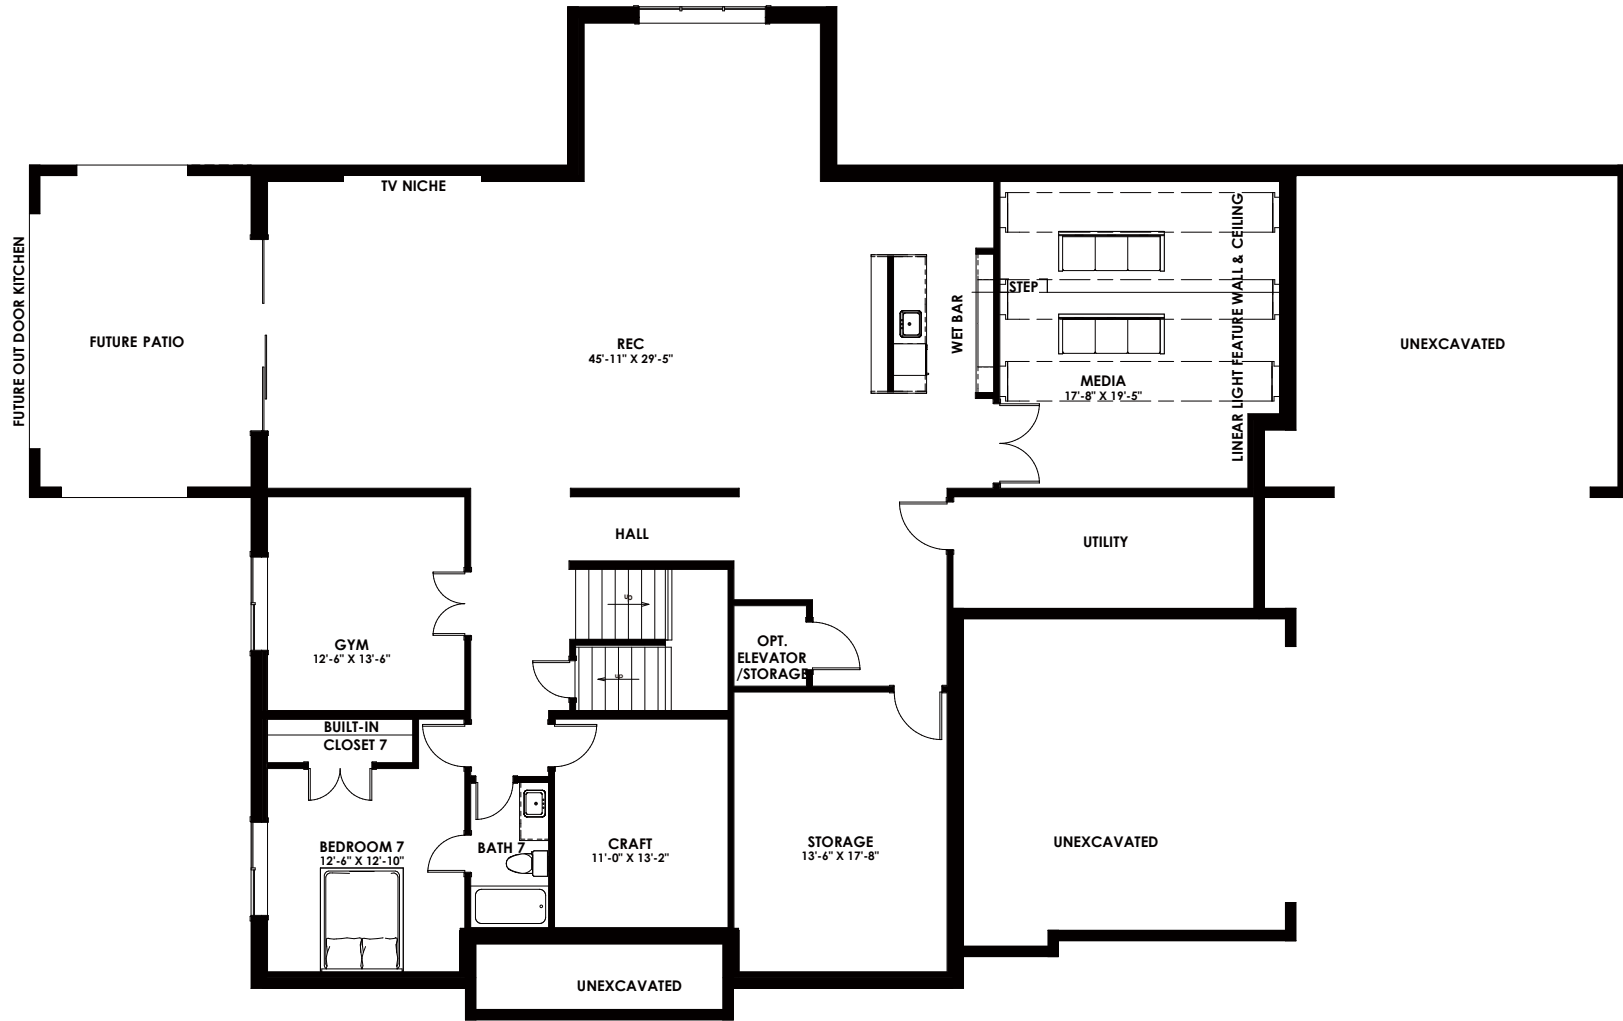 TV NICHE
FUTURE OUT DOOR KITCHEN
FUTURE PATIO
REC
45'-11" X 29'-5"
WET BAR
STEP
MEDIA
17'-8" X 19'-5"
LINEAR LIGHT FEATURE WALL & CEILING
UNEXCAVATED
HALL
UTILITY
GYM
12'-6" X 13'-6"
OPT.
ELEVATOR
/STORAGE
BUILT-IN
CLOSET 7
BEDROOM 7
12'-6" X 12'-10"
BATH 7
CRAFT
11'-0" X 13'-2"
STORAGE
13'-6" X 17'-8"
UNEXCAVATED
UNEXCAVATED